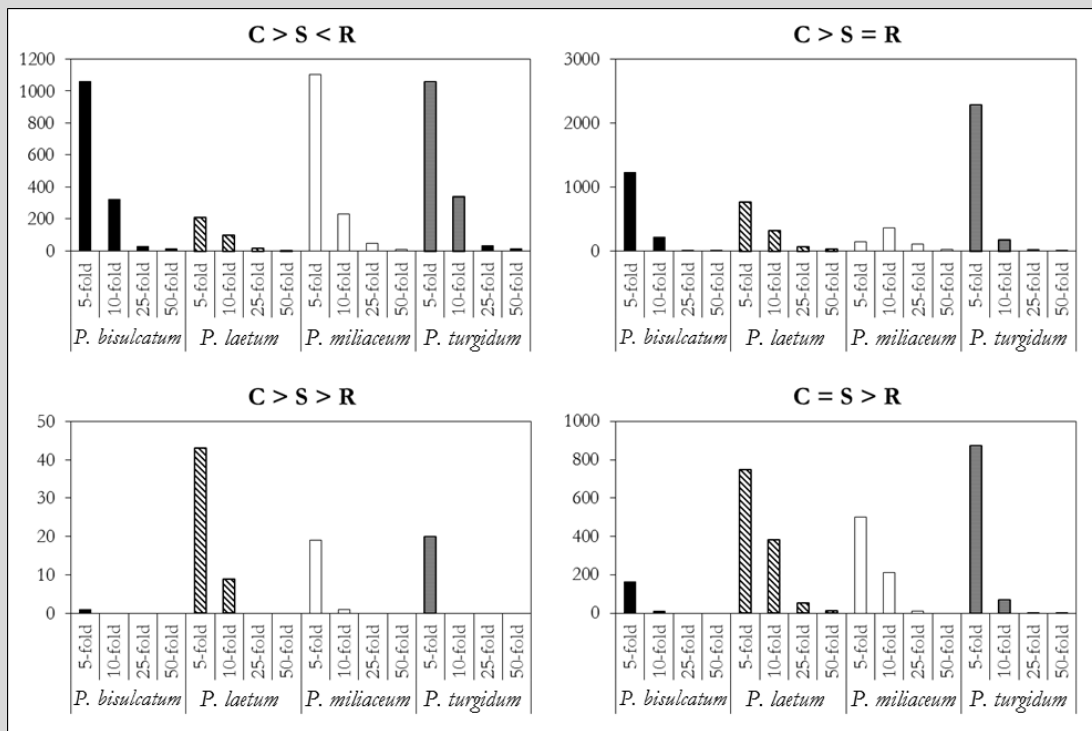 C > S < R
1200
1000
800
600
400
200
0
5-fold 10-fold 25-fold 50-fold 5-fold 10-fold 25-fold 50-fold 5-fold 10-fold 25-fold 50-fold 5-fold 10-fold 25-fold 50-fold
P. bisulcatum P. laetum P. miliaceum P. turgidum
C > S = R
3000
2000
1000
0
5-fold 10-fold 25-fold 50-fold 5-fold 10-fold 25-fold 50-fold 5-fold 10-fold 25-fold 50-fold 5-fold 10-fold 25-fold 50-fold
P. bisulcatum P. laetum P. miliaceum P. turgidum
C > S > R
50
40
30
20
10
0
5-fold 10-fold 25-fold 50-fold 5-fold 10-fold 25-fold 50-fold 5-fold 10-fold 25-fold 50-fold 5-fold 10-fold 25-fold 50-fold
P. bisulcatum P. laetum P. miliaceum P. turgidum
C = S > R
1000
800
600
400
200
0
5-fold 10-fold 25-fold 50-fold 5-fold 10-fold 25-fold 50-fold 5-fold 10-fold 25-fold 50-fold 5-fold 10-fold 25-fold 50-fold
P. bisulcatum P. laetum P. miliaceum P. turgidum